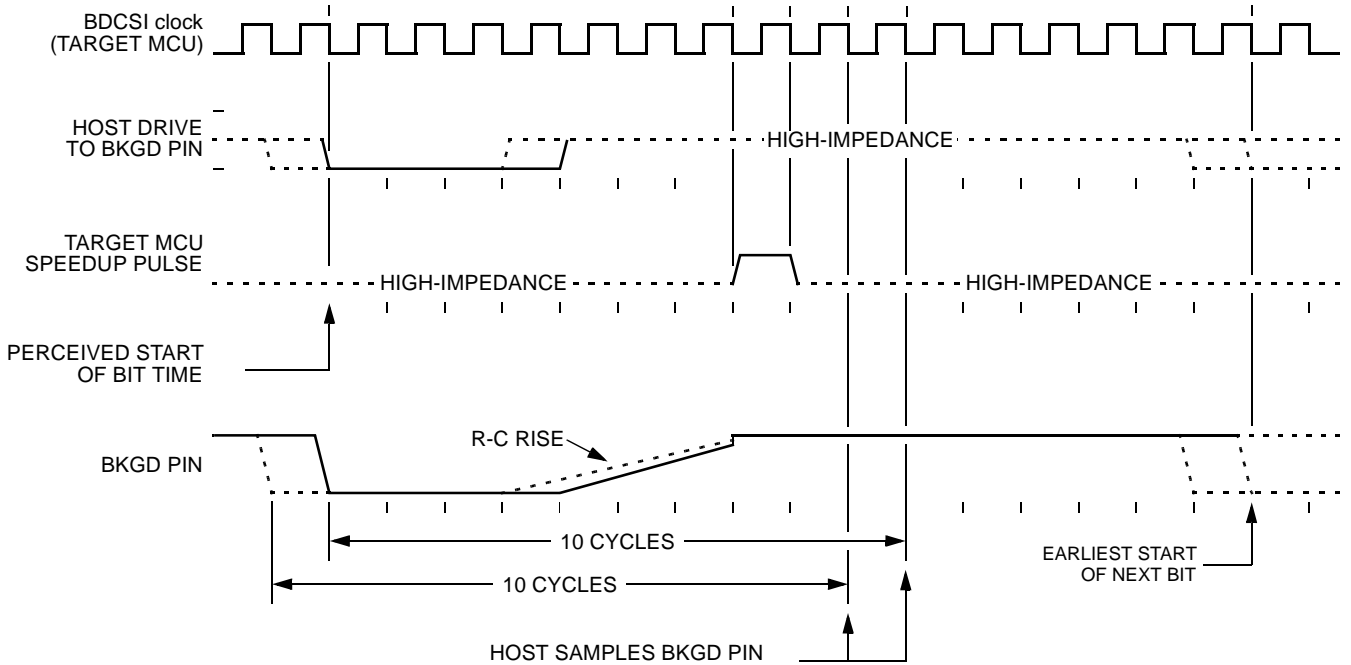 BDCSI clock
(TARGET MCU)
HOST DRIVE
TO BKGD PIN
HIGH-IMPEDANCE
TARGET MCU
SPEEDUP PULSE
HIGH-IMPEDANCE
HIGH-IMPEDANCE
PERCEIVED START
OF BIT TIME
R-C RISE
BKGD PIN
10 CYCLES
10 CYCLES
EARLIEST START
OF NEXT BIT
HOST SAMPLES BKGD PIN